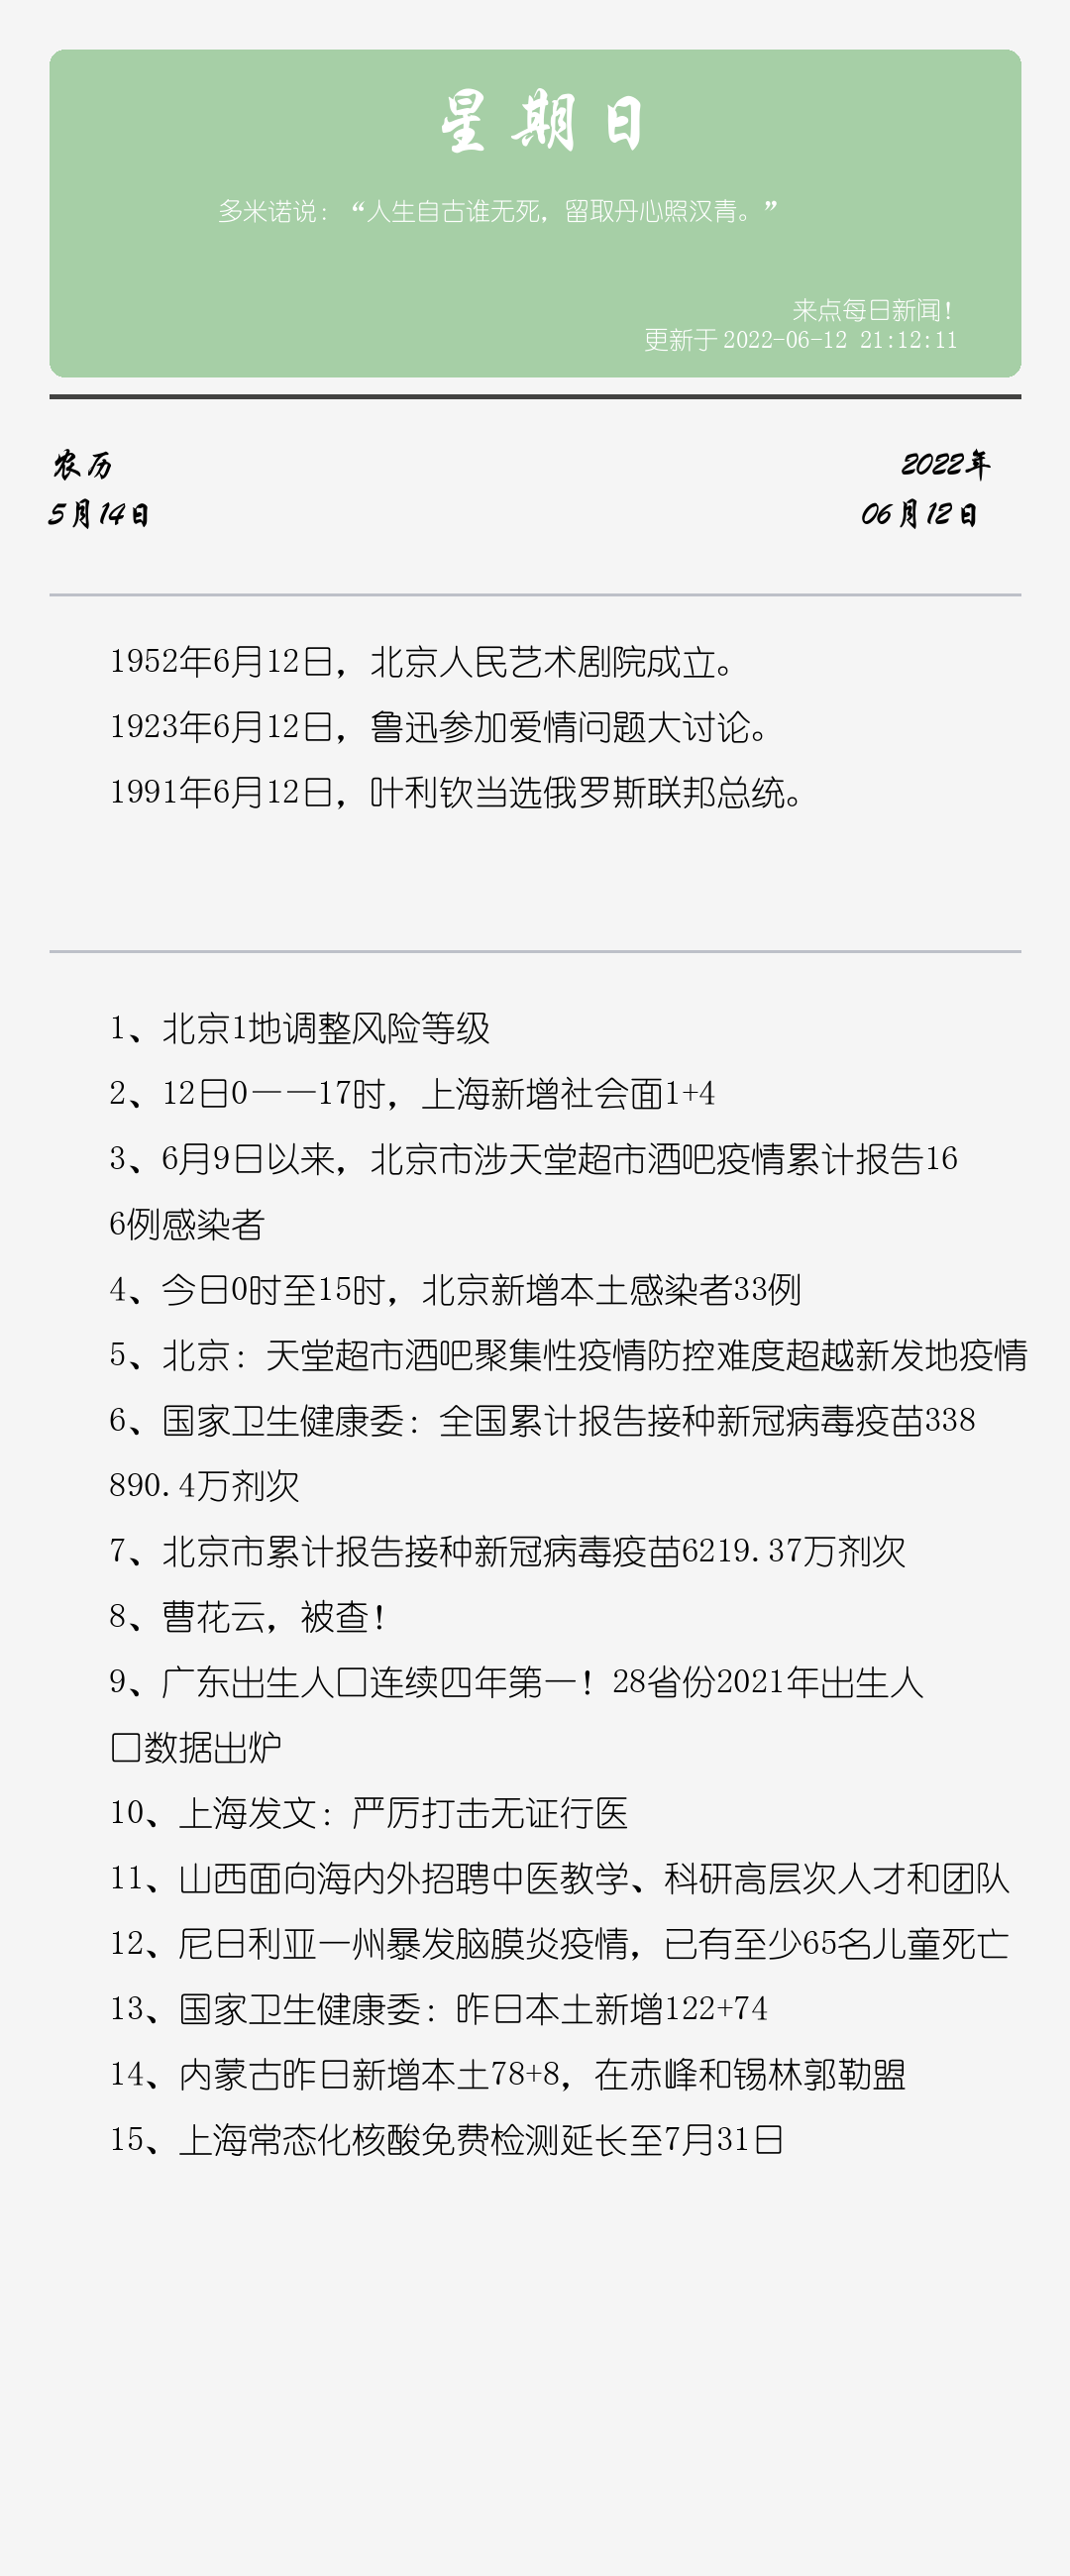 星期日
多米诺说：“人生自古谁无死，留取丹心照汉青。”
来点每日新闻！
更新于 2022-06-12 21:12:11
农历
2022年
5月14日
06月12日
1952年6月12日，北京人民艺术剧院成立。
1923年6月12日，鲁迅参加爱情问题大讨论。
1991年6月12日，叶利钦当选俄罗斯联邦总统。
1、北京1地调整风险等级
2、12日0——17时，上海新增社会面1+4
3、6月9日以来，北京市涉天堂超市酒吧疫情累计报告16
6例感染者
4、今日0时至15时，北京新增本土感染者33例
5、北京：天堂超市酒吧聚集性疫情防控难度超越新发地疫情
6、国家卫生健康委：全国累计报告接种新冠病毒疫苗338
890.4万剂次
7、北京市累计报告接种新冠病毒疫苗6219.37万剂次
8、曹花云，被查！
9、广东出生人口连续四年第一！28省份2021年出生人
口数据出炉
10、上海发文：严厉打击无证行医
11、山西面向海内外招聘中医教学、科研高层次人才和团队
12、尼日利亚一州暴发脑膜炎疫情，已有至少65名儿童死亡
13、国家卫生健康委：昨日本土新增122+74
14、内蒙古昨日新增本土78+8，在赤峰和锡林郭勒盟
15、上海常态化核酸免费检测延长至7月31日